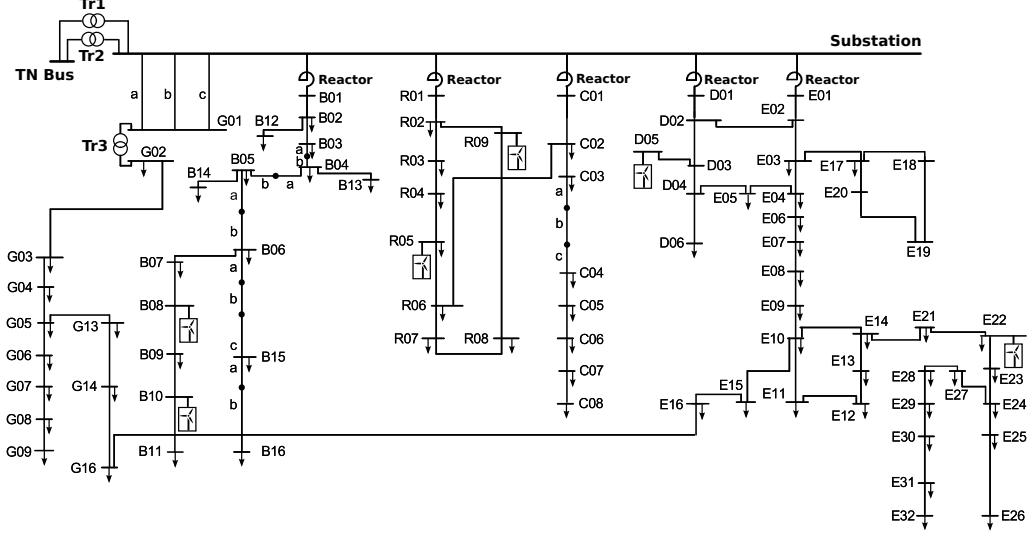 Tr1
Tr2
TN Bus
Substation
a
b
c
Reactor
Reactor
Reactor
Reactor
B01
R01
C01
D01
E01
G01
B12
B02
R02
R09
D02
E02
Tr3
G02
B03
a
b
B04
C02
D05
B05
B14
b
a
B13
R03
C03
D03
E03
E17
E18
a
R04
a
D04
E05
E04
E20
b
b
E06
R05
D06
E07
E19
c
G03
B07
B06
a
C04
E08
G04
b
B08
R06
C05
E09
G05
G13
R07
R08
C06
E10
E14
E21
E22
c
G06
B09
B15
E13
a
C07
E28
E23
G07
G14
E15
E27
B10
b
C08
E16
E11
E12
E29
E24
G08
E30
E25
G09
G16
B11
B16
E31
E32
E26